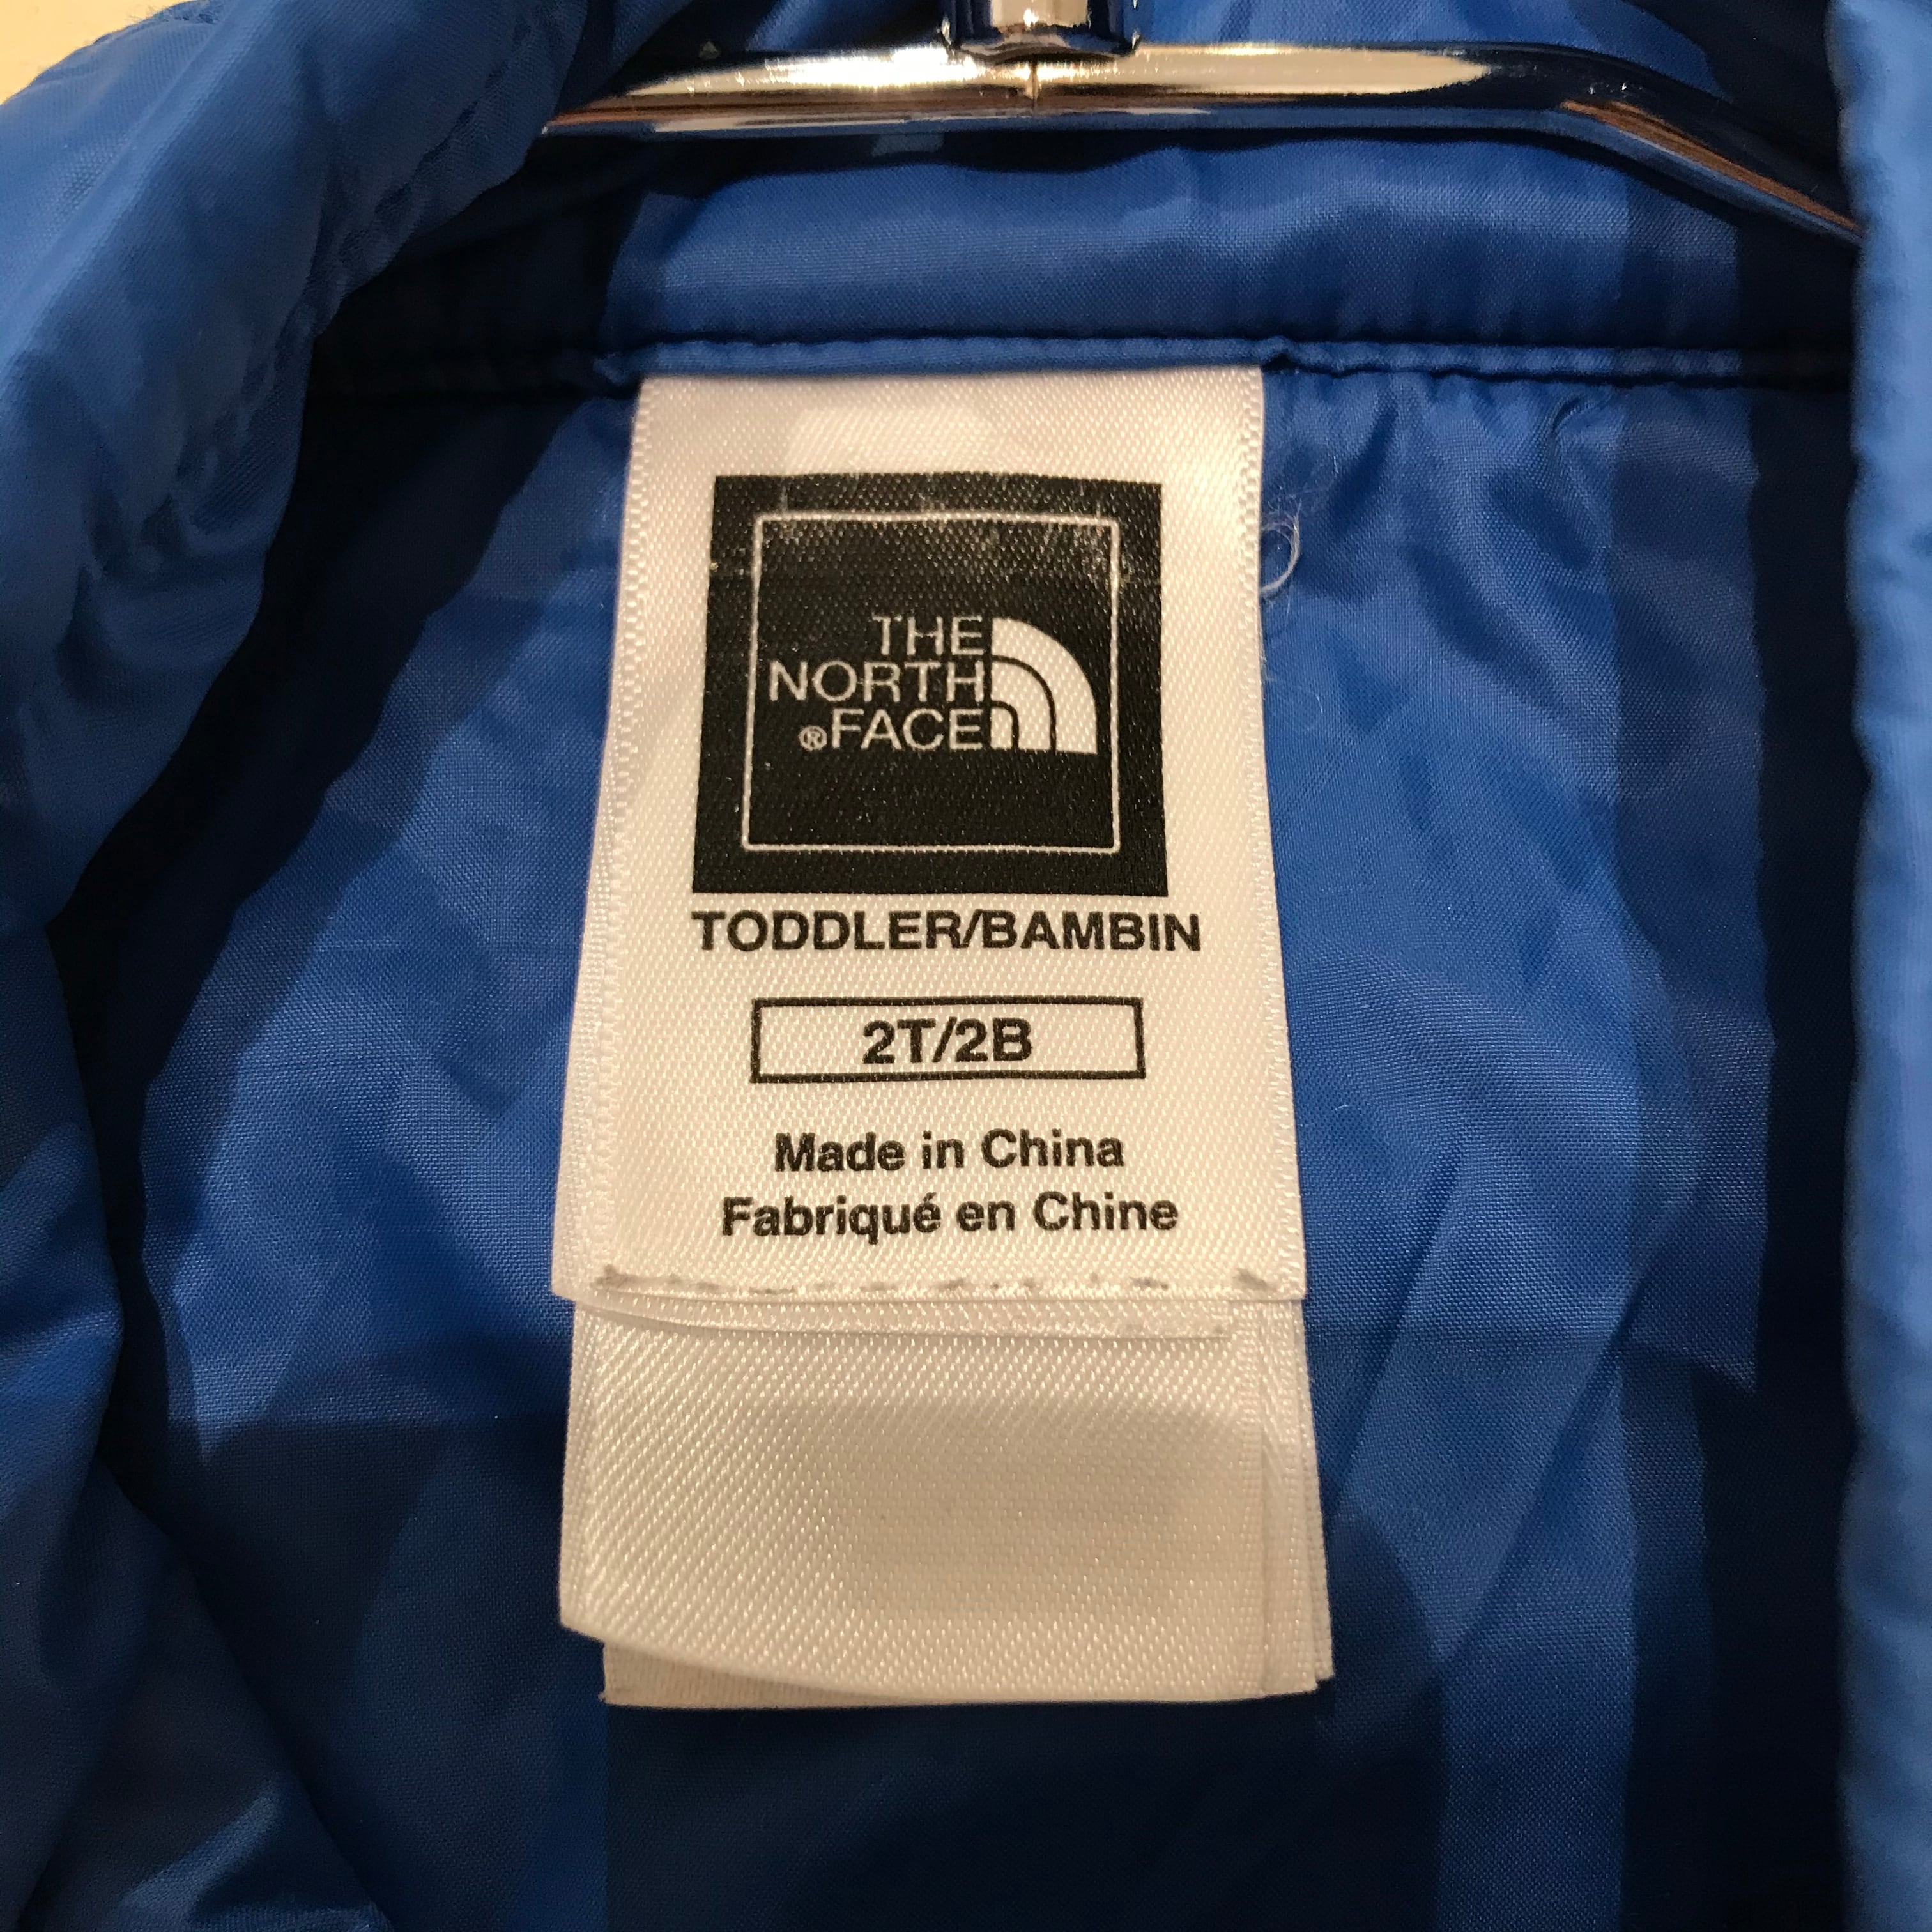 THE
NORTH
®FACE
TODDLER/BAMBIN
2T/2B
Made in China
Fabriqué en Chine